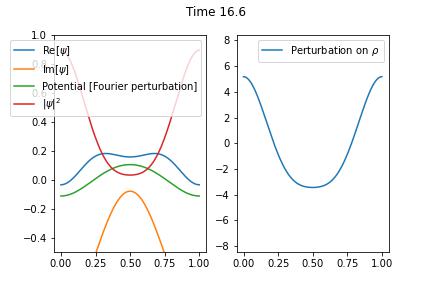 Time 16.6
1.0
0.8
0.6
0.4
0.2
0.0
−0.2
−0.4
0.00 0.25 0.50 0.75 1.00
Re[ψ]
Im[ψ]
Potential [Fourier perturbation]
|ψ|²
8
6
4
2
0
−2
−4
−6
−8
0.00 0.25 0.50 0.75 1.00
Perturbation on ρ